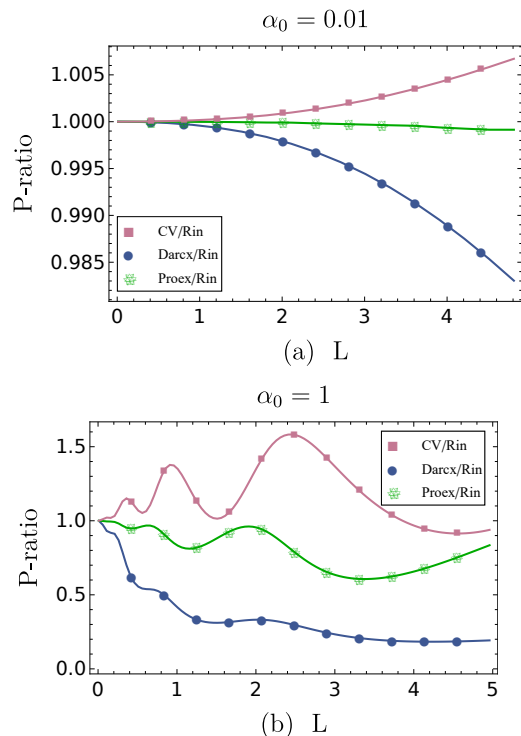 α₀ = 0.01
1.005
1.000
0.995
0.990
0.985
P-ratio
CV/Rin
Darcx/Rin
Proex/Rin
0 1 2 3 4
(a) L
α₀ = 1
1.5
1.0
0.5
0.0
P-ratio
CV/Rin
Darcx/Rin
Proex/Rin
0 1 2 3 4 5
(b) L